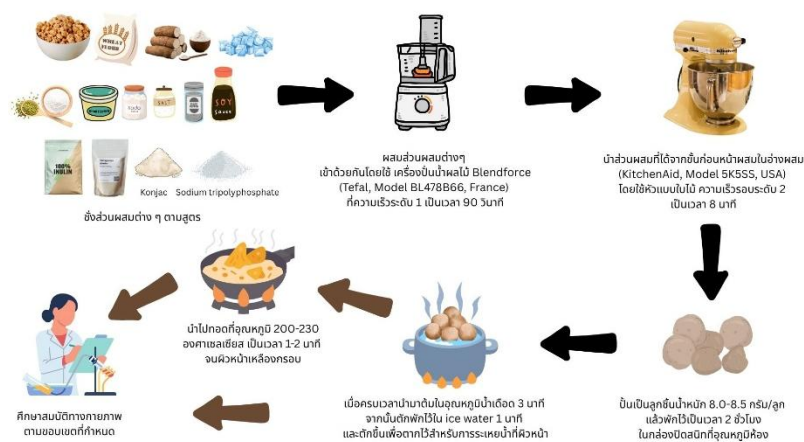 WHEAT
FLOUR
SALT
SOY
SAUCE
100%
INULIN
Konjac Sodium tripolyphosphate
ชั่งส่วนผสมต่าง ๆ ตามสูตร
ผสมส่วนผสมต่างๆ
เข้าด้วยกันโดยใช้ เครื่องปั่นน้ำผลไม้ Blendforce
(Tefal, Model BL478B66, France)
ที่ความเร็วระดับ 1 เป็นเวลา 90 วินาที
นำส่วนผสมที่ได้จากขั้นก่อนหน้าผสมในอ่างผสม
(KitchenAid, Model 5K5SS, USA)
โดยใช้หัวแบบใบไม้ ความเร็วรอบระดับ 2
เป็นเวลา 8 นาที
ปั้นเป็นลูกชิ้นน้ำหนัก 8.0-8.5 กรัม/ลูก
แล้วพักไว้เป็นเวลา 2 ชั่วโมง
ในกล่องปิดสนิทที่อุณหภูมิห้อง
เมื่อครบเวลานำมาต้มในอุณหภูมิน้ำเดือด 3 นาที
จากนั้นตักพักไว้ใน ice water 1 นาที
และตักขึ้นเพื่อตากไว้สำหรับการระเหยน้ำที่ผิวหน้า
นำไปทอดที่อุณหภูมิ 200-230
องศาเซลเซียส เป็นเวลา 1-2 นาที
จนผิวหน้าเหลืองกรอบ
ศึกษาสมบัติทางกายภาพ
ตามขอบเขตที่กำหนด